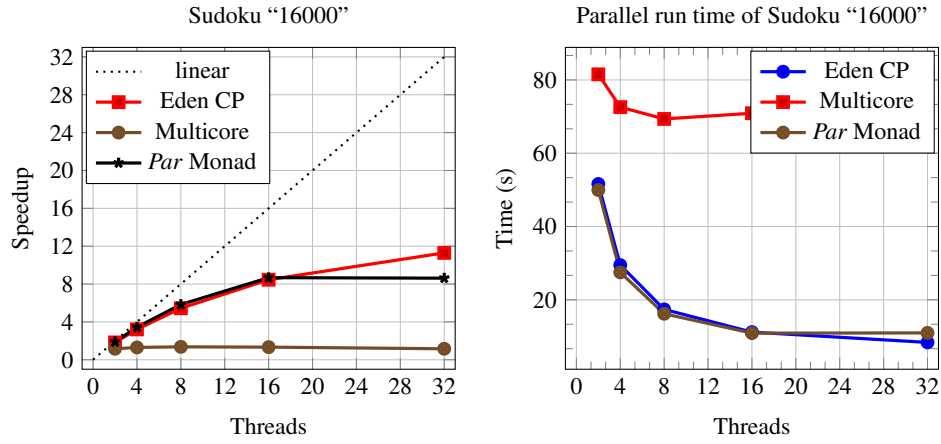 Sudoku “16000”
32
28
24
20
16
12
8
4
0
Speedup
linear
Eden CP
Multicore
Par Monad
0 4 8 12 16 20 24 28 32
Threads
Parallel run time of Sudoku “16000”
80
60
40
20
Time (s)
Eden CP
Multicore
Par Monad
0 4 8 12 16 20 24 28 32
Threads